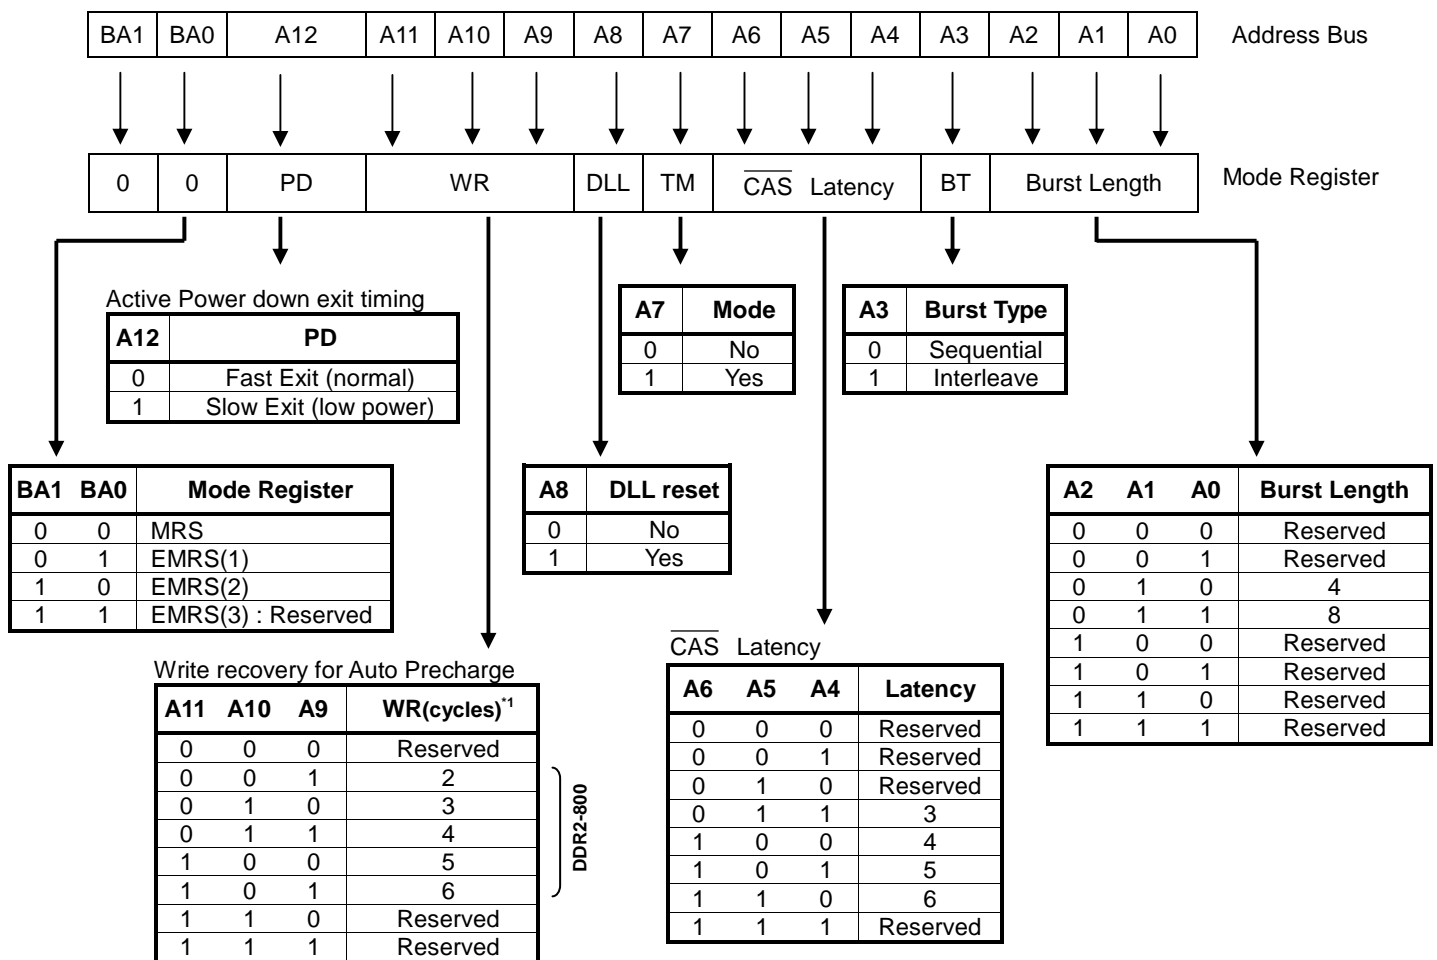 BA1 BA0 A12 A11 A10 A9 A8 A7 A6 A5 A4 A3 A2 A1 A0 Address Bus
0 0 PD WR DLL TM CAS Latency BT Burst Length Mode Register
Active Power down exit timing
A12 PD
0 Fast Exit (normal)
1 Slow Exit (low power)
A7 Mode
0 No
1 Yes
A3 Burst Type
0 Sequential
1 Interleave
BA1 BA0 Mode Register
0 0 MRS
0 1 EMRS(1)
1 0 EMRS(2)
1 1 EMRS(3) : Reserved
A8 DLL reset
0 No
1 Yes
A2 A1 A0 Burst Length
0 0 0 Reserved
0 0 1 Reserved
0 1 0 4
0 1 1 8
1 0 0 Reserved
1 0 1 Reserved
1 1 0 Reserved
1 1 1 Reserved
Write recovery for Auto Precharge
A11 A10 A9 WR(cycles)*1
0 0 0 Reserved
0 0 1 2
0 1 0 3
0 1 1 4
1 0 0 5
1 0 1 6
1 1 0 Reserved
1 1 1 Reserved
DDR2-800
CAS Latency
A6 A5 A4 Latency
0 0 0 Reserved
0 0 1 Reserved
0 1 0 Reserved
0 1 1 3
1 0 0 4
1 0 1 5
1 1 0 6
1 1 1 Reserved